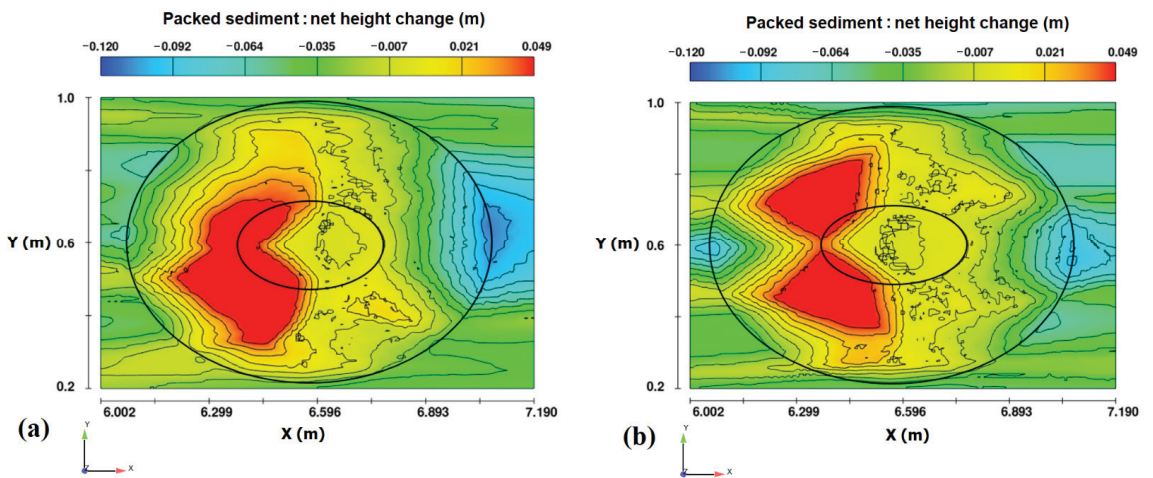 Packed sediment : net height change (m)
−0.120 −0.092 −0.064 −0.035 −0.007 0.021 0.049
1.0
Y (m) 0.6
0.2
6.002 6.299 6.596 6.893 7.190
X (m)
(a)
Y
Z X
Packed sediment : net height change (m)
−0.120 −0.092 −0.064 −0.035 −0.007 0.021 0.049
1.0
Y (m) 0.6
0.2
6.002 6.299 6.596 6.893 7.190
X (m)
(b)
Y
Z X